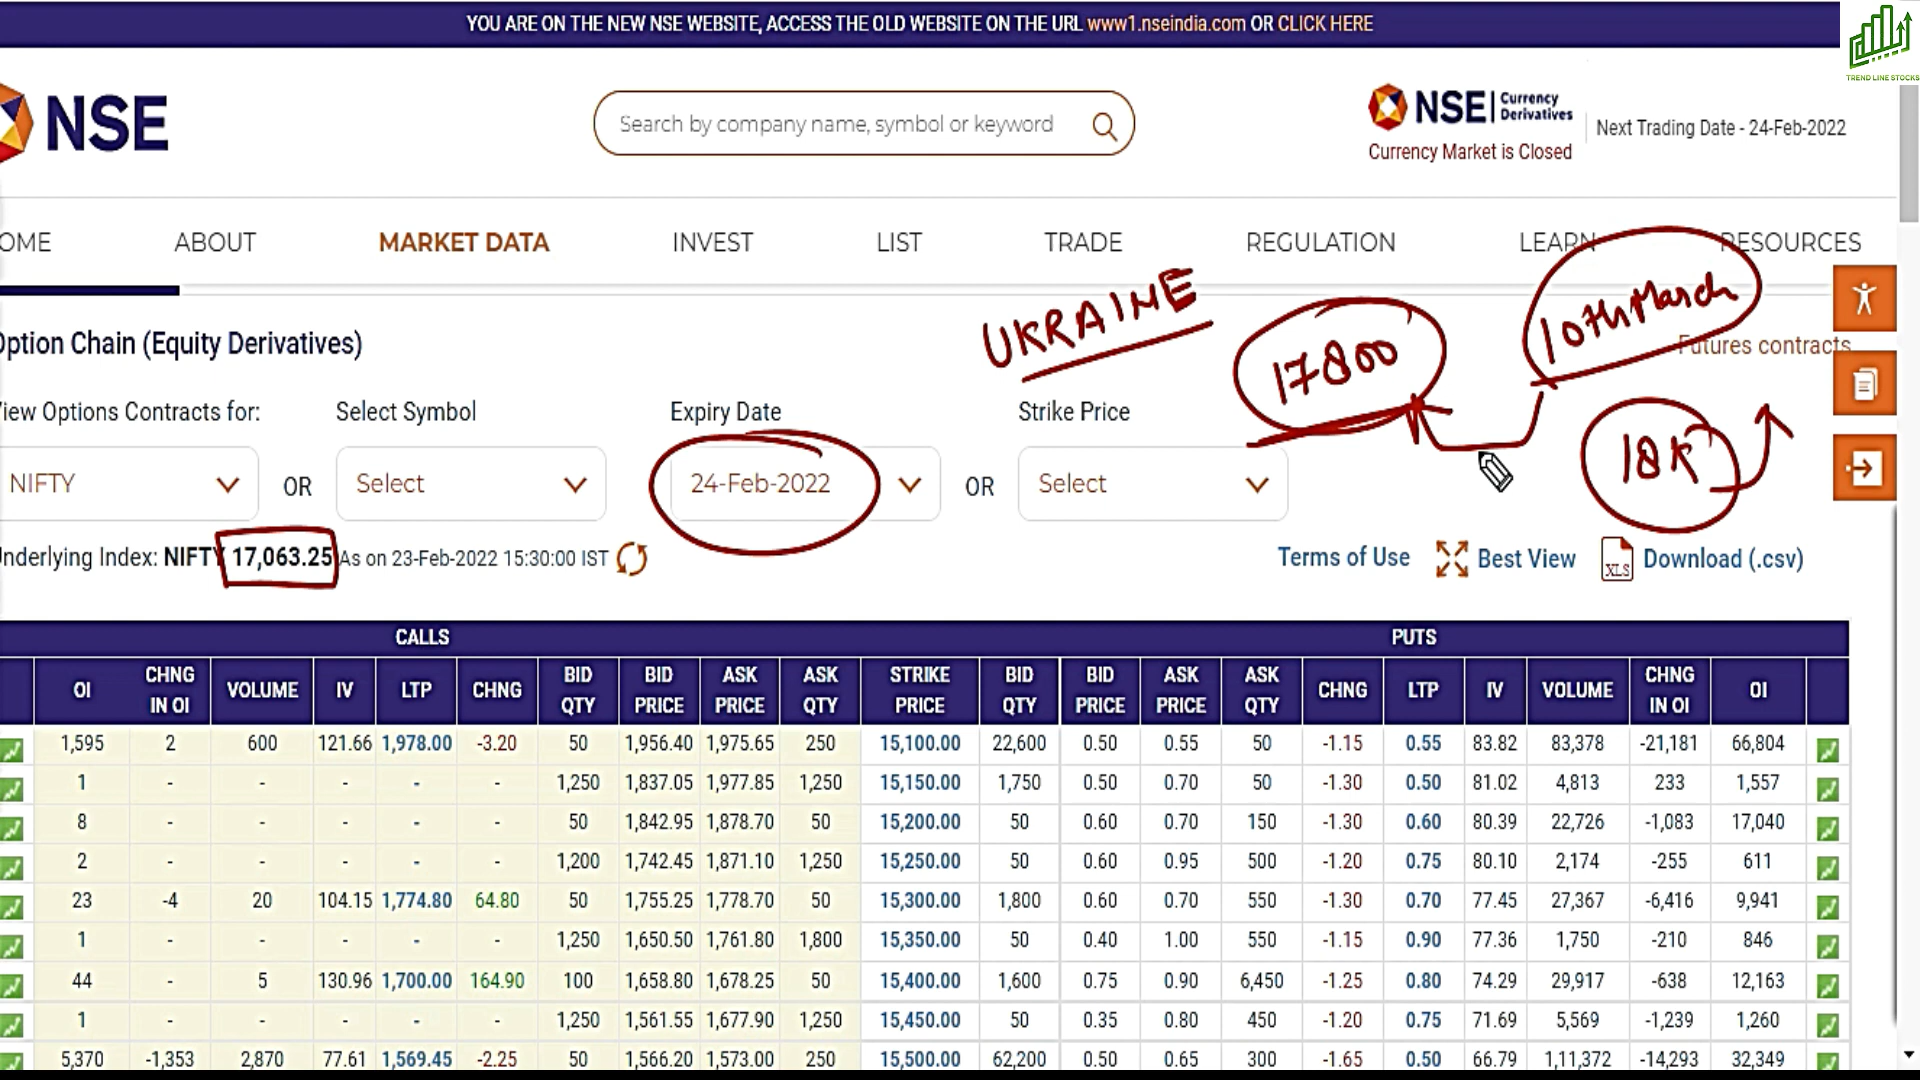 YOU ARE ON THE NEW NSE WEBSITE, ACCESS THE OLD WEBSITE ON THE URL www1.nseindia.com OR CLICK HERE
TREND LINE STOCKS
NSE
Search by company name, symbol or keyword
NSE Currency Derivatives
Currency Market is Closed
Next Trading Date - 24-Feb-2022
OME ABOUT MARKET DATA INVEST LIST TRADE REGULATION LEARN RESOURCES
UKRAINE
17800
10th March
18K
Option Chain (Equity Derivatives)
Futures contracts
View Options Contracts for: Select Symbol Expiry Date Strike Price
NIFTY OR Select 24-Feb-2022 OR Select
Underlying Index: NIFTY 17,063.25 As on 23-Feb-2022 15:30:00 IST
Terms of Use Best View XLS Download (.csv)
CALLS PUTS
OI CHNG IN OI VOLUME IV LTP CHNG BID QTY BID PRICE ASK PRICE ASK QTY STRIKE PRICE BID QTY BID PRICE ASK PRICE ASK QTY CHNG LTP IV VOLUME CHNG IN OI OI
1,595 2 600 121.66 1,978.00 -3.20 50 1,956.40 1,975.65 250 15,100.00 22,600 0.50 0.55 50 -1.15 0.55 83.82 83,378 -21,181 66,804
1 - - - - - 1,250 1,837.05 1,977.85 1,250 15,150.00 1,750 0.50 0.70 50 -1.30 0.50 81.02 4,813 233 1,557
8 - - - - - 50 1,842.95 1,878.70 50 15,200.00 50 0.60 0.70 150 -1.30 0.60 80.39 22,726 -1,083 17,040
2 - - - - - 1,200 1,742.45 1,871.10 1,250 15,250.00 50 0.60 0.95 500 -1.20 0.75 80.10 2,174 -255 611
23 -4 20 104.15 1,774.80 64.80 50 1,755.25 1,778.70 50 15,300.00 1,800 0.60 0.70 550 -1.30 0.70 77.45 27,367 -6,416 9,941
1 - - - - - 1,250 1,650.50 1,761.80 1,800 15,350.00 50 0.40 1.00 550 -1.15 0.90 77.36 1,750 -210 846
44 - 5 130.96 1,700.00 164.90 100 1,658.80 1,678.25 50 15,400.00 1,600 0.75 0.90 6,450 -1.25 0.80 74.29 29,917 -638 12,163
1 - - - - - 1,250 1,561.55 1,677.90 1,250 15,450.00 50 0.35 0.80 450 -1.20 0.75 71.69 5,569 -1,239 1,260
5,370 -1,353 2,870 77.61 1,569.45 -2.25 50 1,566.20 1,573.00 250 15,500.00 62,200 0.50 0.65 300 -1.65 0.50 66.79 1,11,372 -14,293 32,349